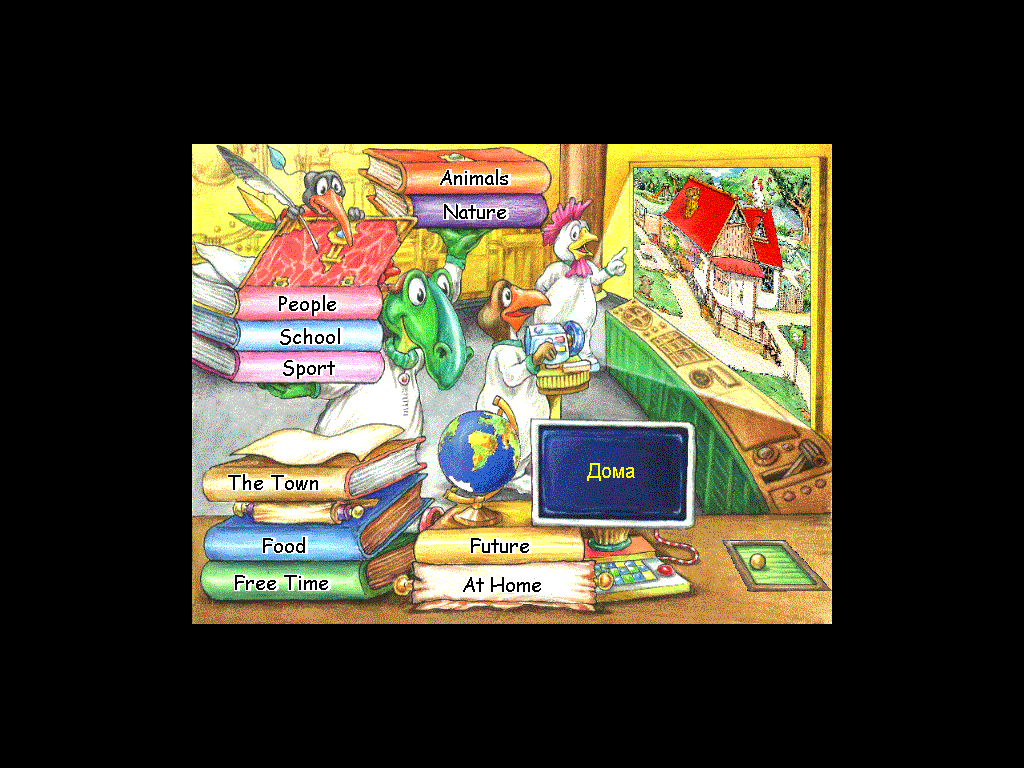 Animals
Nature
People
School
Sport
The Town
Food
Free Time
Future
At Home
Дома